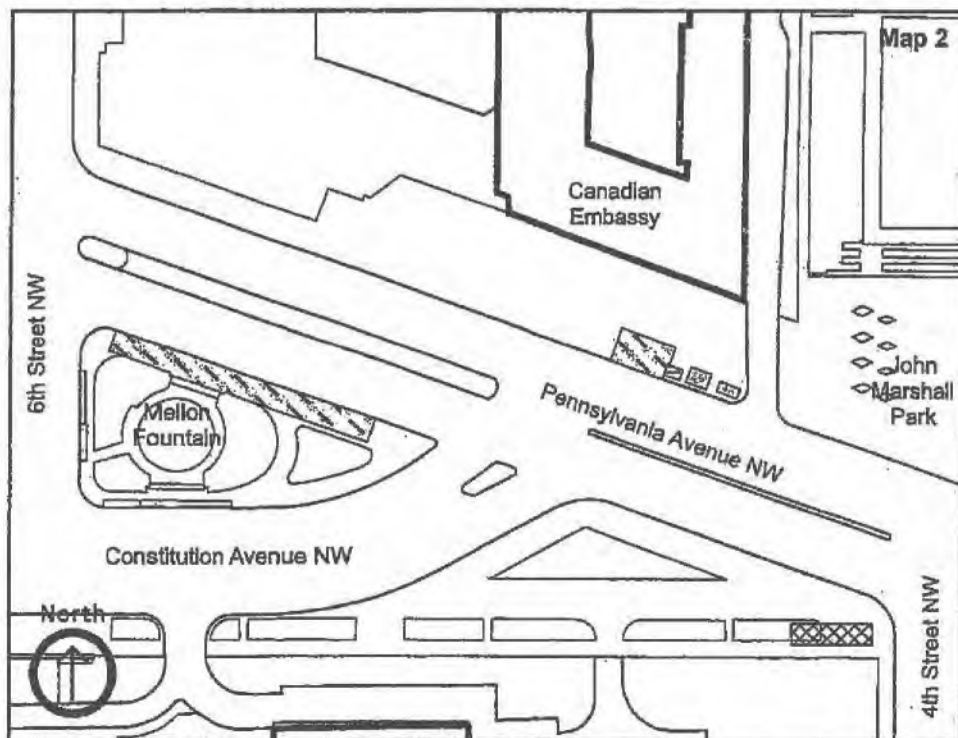 Map 2
Canadian
Embassy
6th Street NW
John
Marshall
Park
Mellon
Fountain
Pennsylvania Avenue NW
Constitution Avenue NW
North
4th Street NW